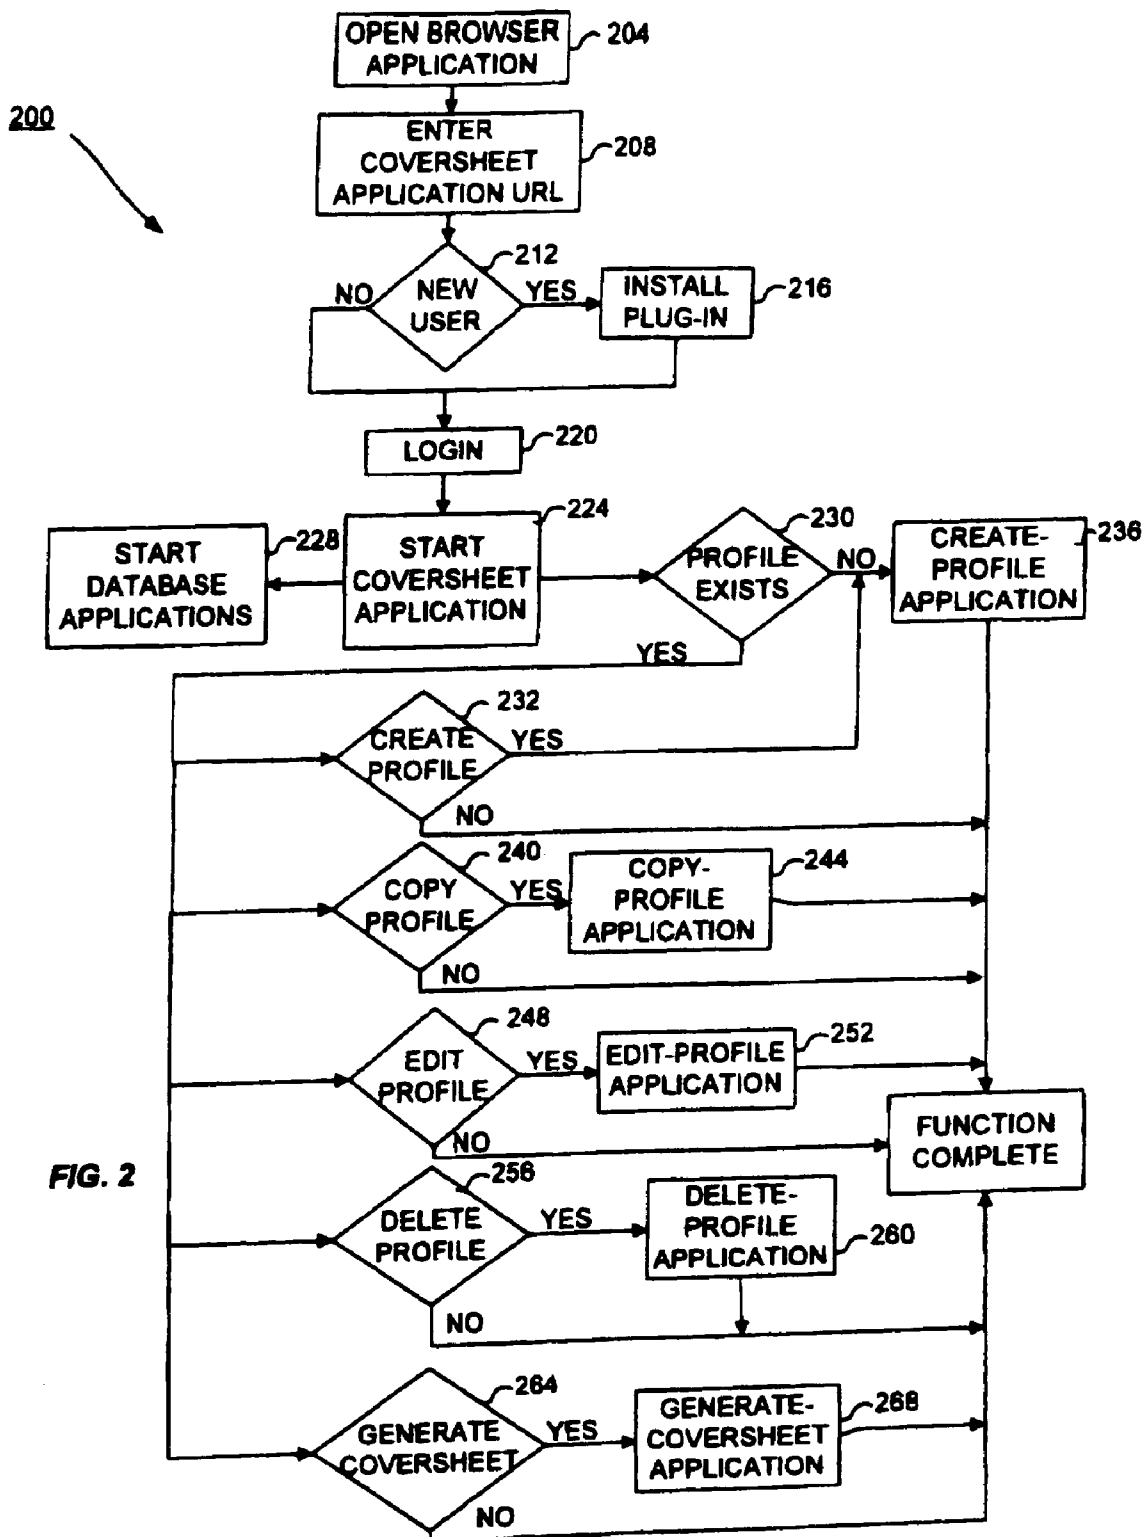 OPEN BROWSER
APPLICATION
204
200
ENTER
COVERSHEET
APPLICATION URL
208
212
NEW
USER
NO
YES
INSTALL
PLUG-IN
216
LOGIN
220
START
DATABASE
APPLICATIONS
228
START
COVERSHEET
APPLICATION
224
PROFILE
EXISTS
230
NO
YES
CREATE-
PROFILE
APPLICATION
236
232
CREATE
PROFILE
YES
NO
240
COPY
PROFILE
YES
COPY-
PROFILE
APPLICATION
244
NO
248
EDIT
PROFILE
YES
EDIT-PROFILE
APPLICATION
252
NO
FUNCTION
COMPLETE
FIG. 2
256
DELETE
PROFILE
YES
DELETE-
PROFILE
APPLICATION
260
NO
264
GENERATE
COVERSHEET
YES
GENERATE-
COVERSHEET
APPLICATION
268
NO